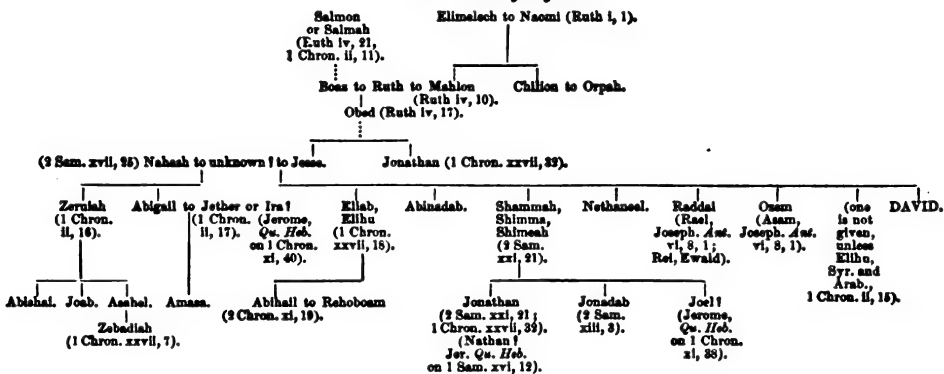 Salmon
or Salmah
(Ruth iv, 21,
1 Chron. ii, 11).
Elimelech to Naomi (Ruth i, 1).
Boas to Ruth to Mahlon
(Ruth iv, 10).
Chilion to Orpah.
Obed (Ruth iv, 17).
(2 Sam. xvii, 25) Nahash to unknown ? to Jesse.
Jonathan (1 Chron. xxvii, 32).
Zeruiah
(1 Chron.
ii, 16).
Abigail to Jether or Ira ?
(1 Chron.
ii, 17).
(Jerome,
Qu. Heb.
on 1 Chron.
xi, 40).
Eliab,
Elihu
(1 Chron.
xxvii, 18).
Abinadab.
Shammah,
Shimma,
Shimeah
(2 Sam.
xxi, 21).
Nethaneel.
Raddai
(Rael,
Joseph. Ant.
vi, 8, 1;
Rei, Ewald).
Ozem
(Asam,
Joseph. Ant.
vi, 8, 1).
(one
is not
given,
unless
Elihu,
Syr. and
Arab.,
1 Chron. ii, 15).
DAVID.
Abishai.
Joab.
Asahel.
Amasa.
Zebadiah
(1 Chron. xxvii, 7).
Abihail to Rehoboam
(2 Chron. xi, 19).
Jonathan
(2 Sam. xxi, 21;
1 Chron. xxvii, 32).
(Nathan ?
Jer. Qu. Heb.
on 1 Sam. xvi, 12).
Jonadab
(2 Sam.
xiii, 3).
Joel ?
(Jerome,
Qu. Heb.
on 1 Chron.
xi, 38).